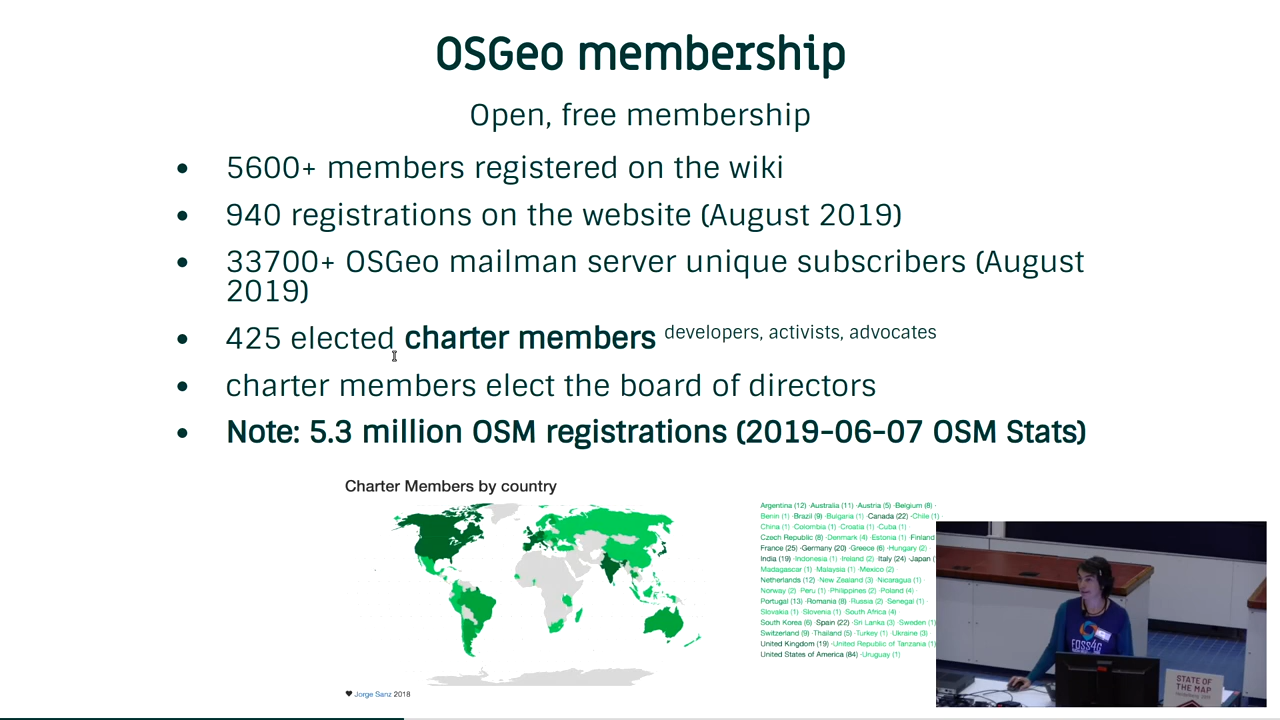 OSGeo membership
Open, free membership
5600+ members registered on the wiki
940 registrations on the website (August 2019)
33700+ OSGeo mailman server unique subscribers (August
2019)
425 elected charter members developers, activists, advocates
charter members elect the board of directors
Note: 5.3 million OSM registrations (2019-06-07 OSM Stats)
Charter Members by country
Argentina (12) · Australia (11) · Austria (5) · Belgium (8) ·
Benin (1) · Brazil (9) · Bulgaria (1) · Canada (22) · Chile (1)
China (1) · Colombia (1) · Croatia (1) · Cuba (1) ·
Czech Republic (8) · Denmark (4) · Estonia (1) · Finland
France (25) · Germany (20) · Greece (6) · Hungary (2) ·
India (19) · Indonesia (1) · Ireland (2) · Italy (24) · Japan (
Madagascar (1) · Malaysia (1) · Mexico (2) ·
Netherlands (12) · New Zealand (3) · Nicaragua (1) ·
Norway (2) · Peru (1) · Philippines (2) · Poland (4) ·
Portugal (13) · Romania (8) · Russia (2) · Senegal (1) ·
Slovakia (1) · Slovenia (1) · South Africa (4)
South Korea (6) · Spain (22) · Sri Lanka (3) · Sweden (1)
Switzerland (9) · Thailand (5) · Turkey (1) · Ukraine (3)
United Kingdom (19) · United Republic of Tanzania (1)
United States of America (84) · Uruguay (1)
♥ Jorge Sanz 2018
FOSS4G
STATE OF
THE MAP